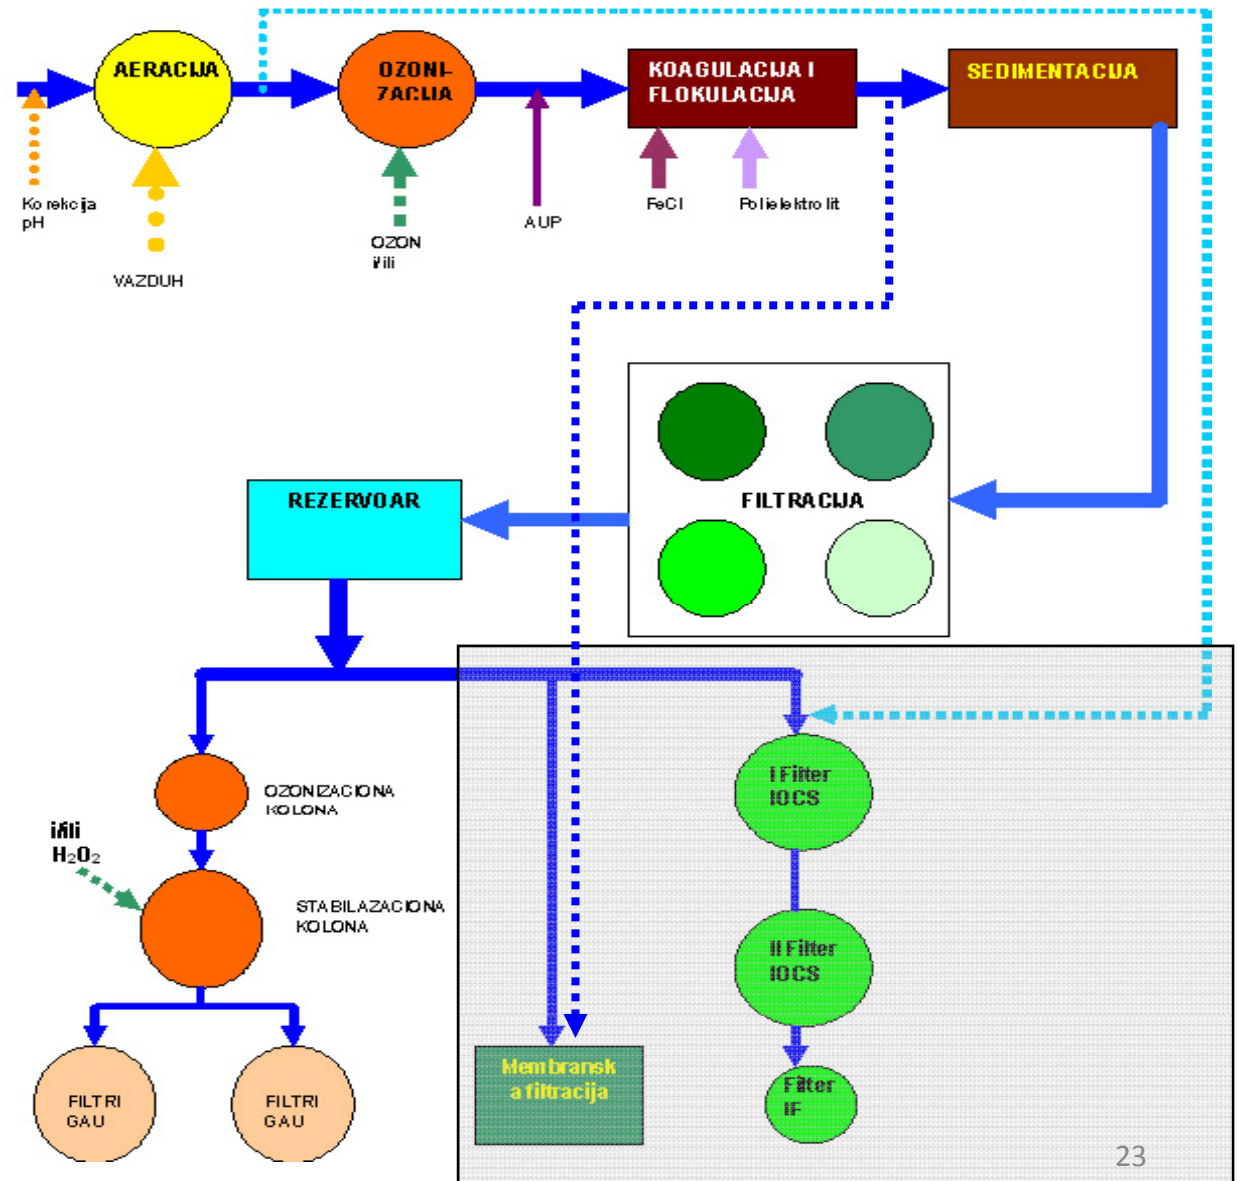 AERACIJA
OZONI-
ZACIJA
KOAGULACIJA I
FLOKULACIJA
SEDIMENTACIJA
Korekcija
pH
VAZDUH
OZON
i/ili
AUP
FeCl
Polielektrolit
FILTRACIJA
REZERVOAR
OZONIZACIONA
KOLONA
i/ili
H₂O₂
STABILAZACIONA
KOLONA
FILTRI
GAU
FILTRI
GAU
I Filter
IOCS
II Filter
IOCS
Membransk
a filtracija
Filter
IF
23